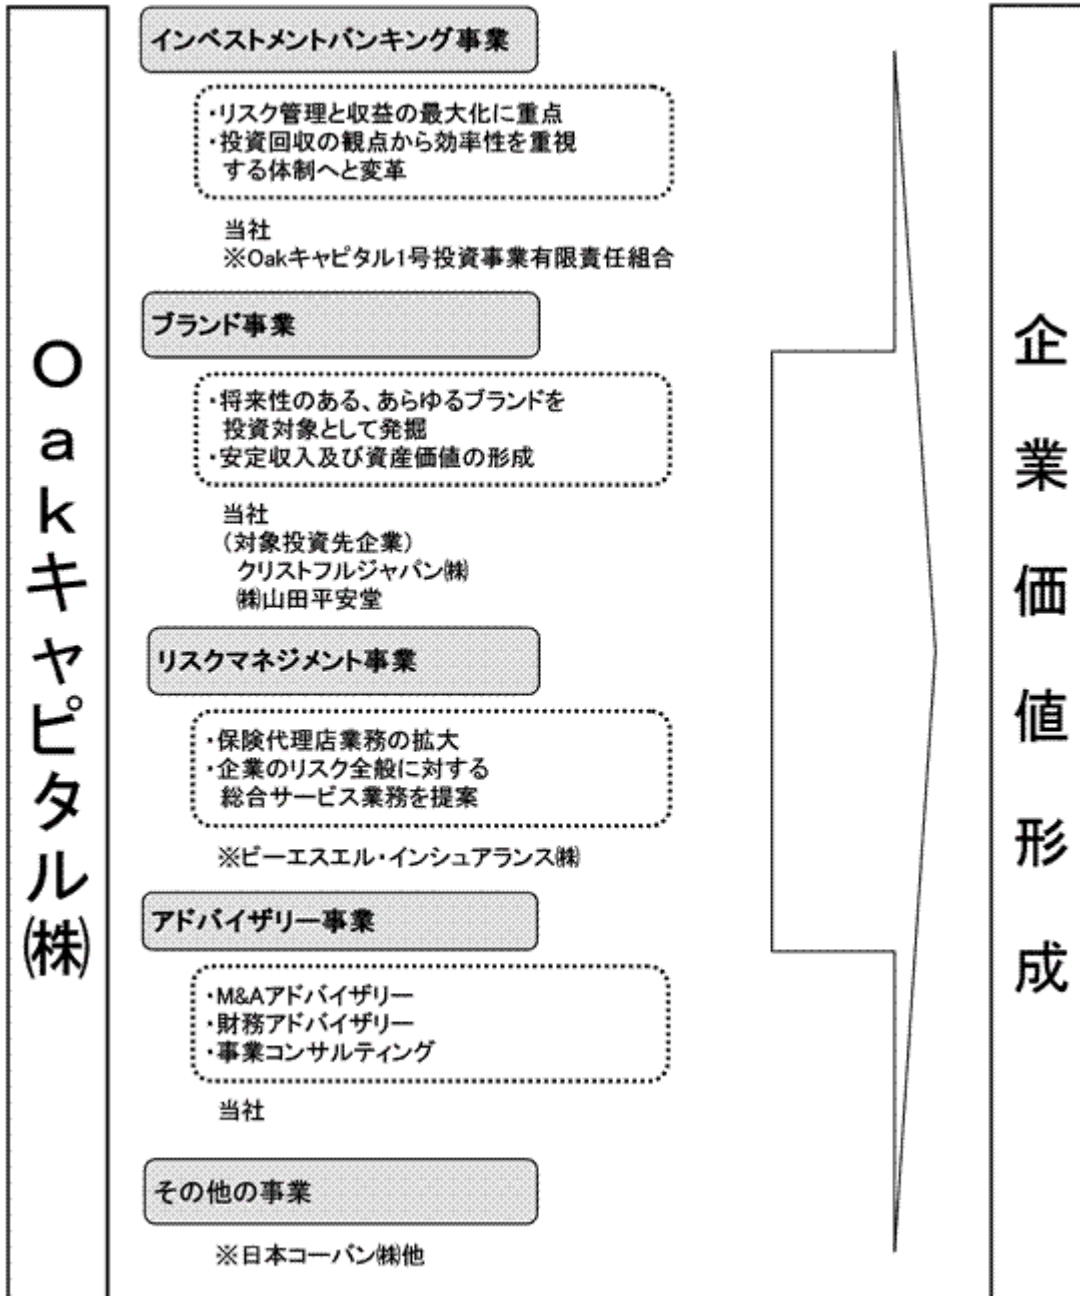 Oakキャピタル㈱
インベストメントバンキング事業
・リスク管理と収益の最大化に重点
・投資回収の観点から効率性を重視
する体制へと変革
当社
※Oakキャピタル1号投資事業有限責任組合
ブランド事業
・将来性のある、あらゆるブランドを
投資対象として発掘
・安定収入及び資産価値の形成
当社
（対象投資先企業）
クリストフルジャパン㈱
㈱山田平安堂
リスクマネジメント事業
・保険代理店業務の拡大
・企業のリスク全般に対する
総合サービス業務を提案
※ビーエスエル・インシュアランス㈱
アドバイザリー事業
・M&Aアドバイザリー
・財務アドバイザリー
・事業コンサルティング
当社
その他の事業
※日本コーバン㈱他
企業価値形成